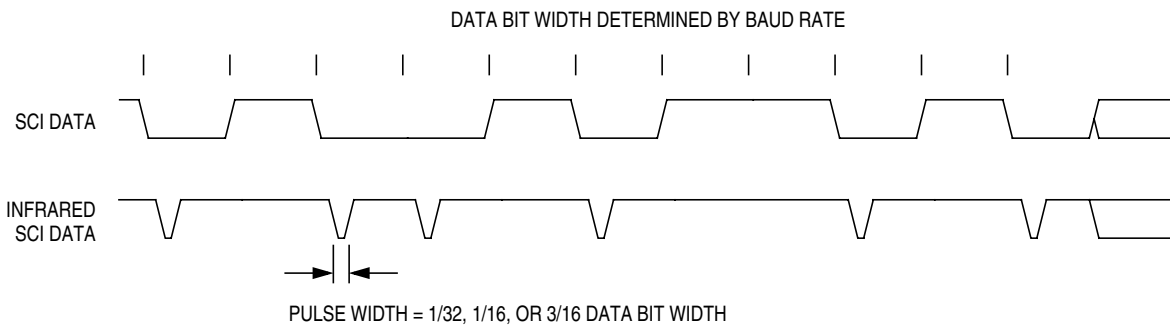 DATA BIT WIDTH DETERMINED BY BAUD RATE
SCI DATA
INFRARED
SCI DATA
PULSE WIDTH = 1/32, 1/16, OR 3/16 DATA BIT WIDTH